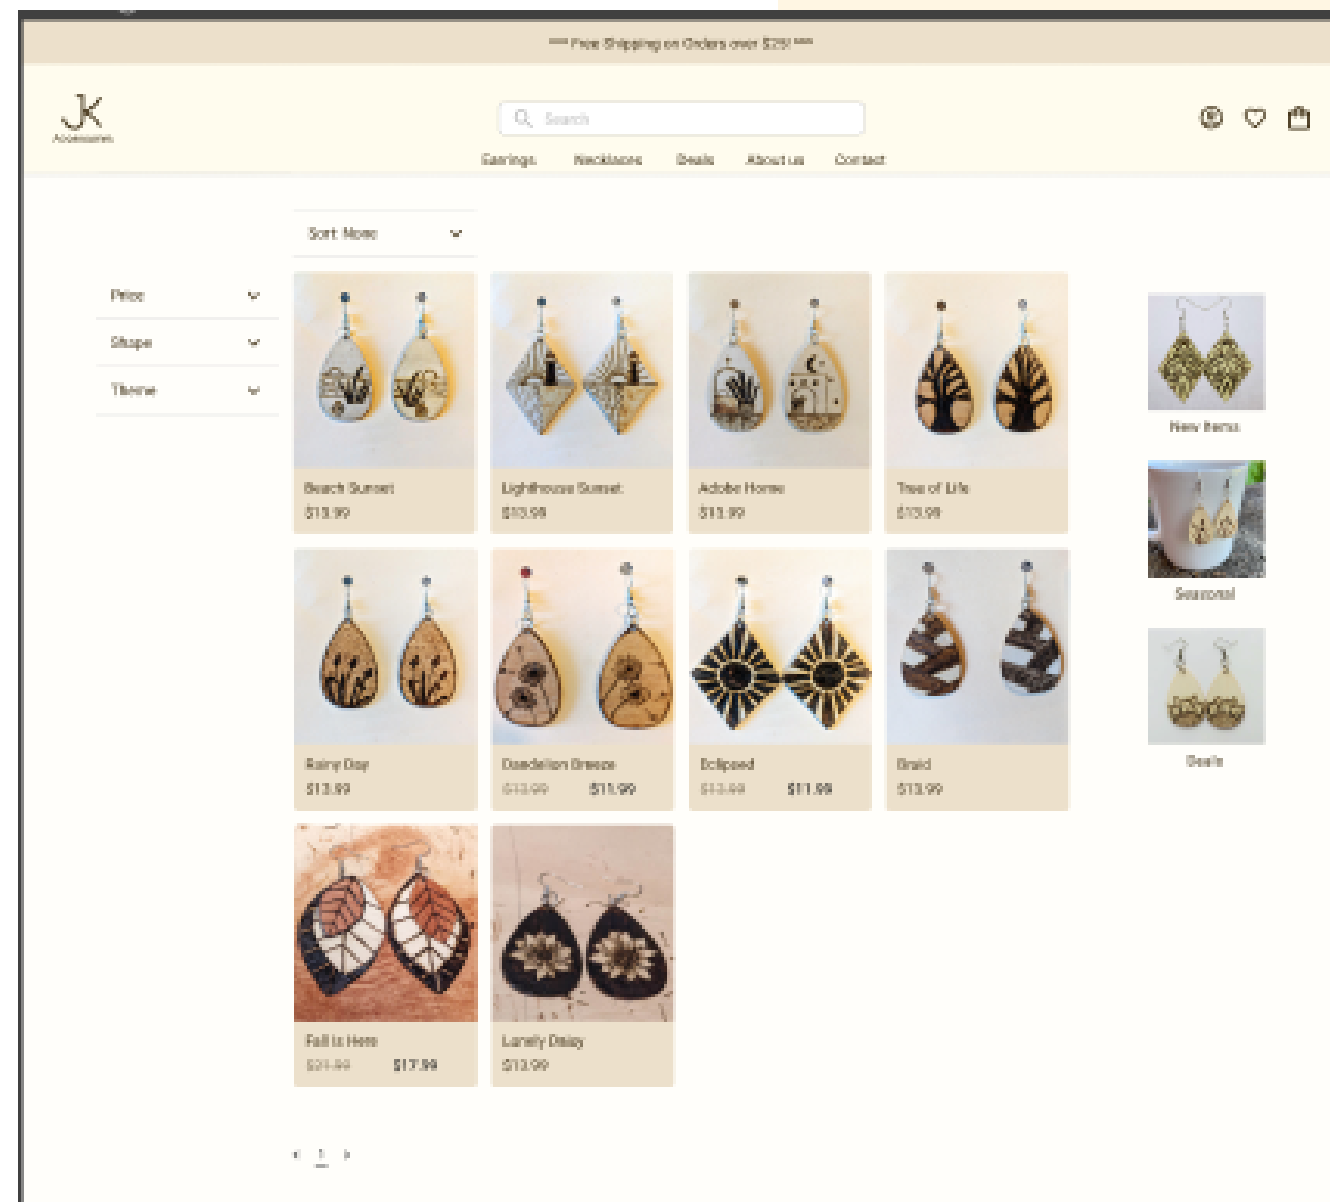 *** Free Shipping on Orders over $25! ***
JK
Accessories
Search
Earrings Necklaces Deals About us Contact
Sort None
Price
Shape
Theme
Beach Sunset
$13.99
Lighthouse Sunset
$13.99
Adobe Home
$13.99
Tree of Life
$13.99
New Items
Seasonal
Rainy Day
$13.99
Dandelion Breeze
$13.99 $11.99
Eclipsed
$13.99 $11.99
Braid
$13.99
Deals
Fall is Here
$21.99 $17.99
Lonely Daisy
$13.99
1